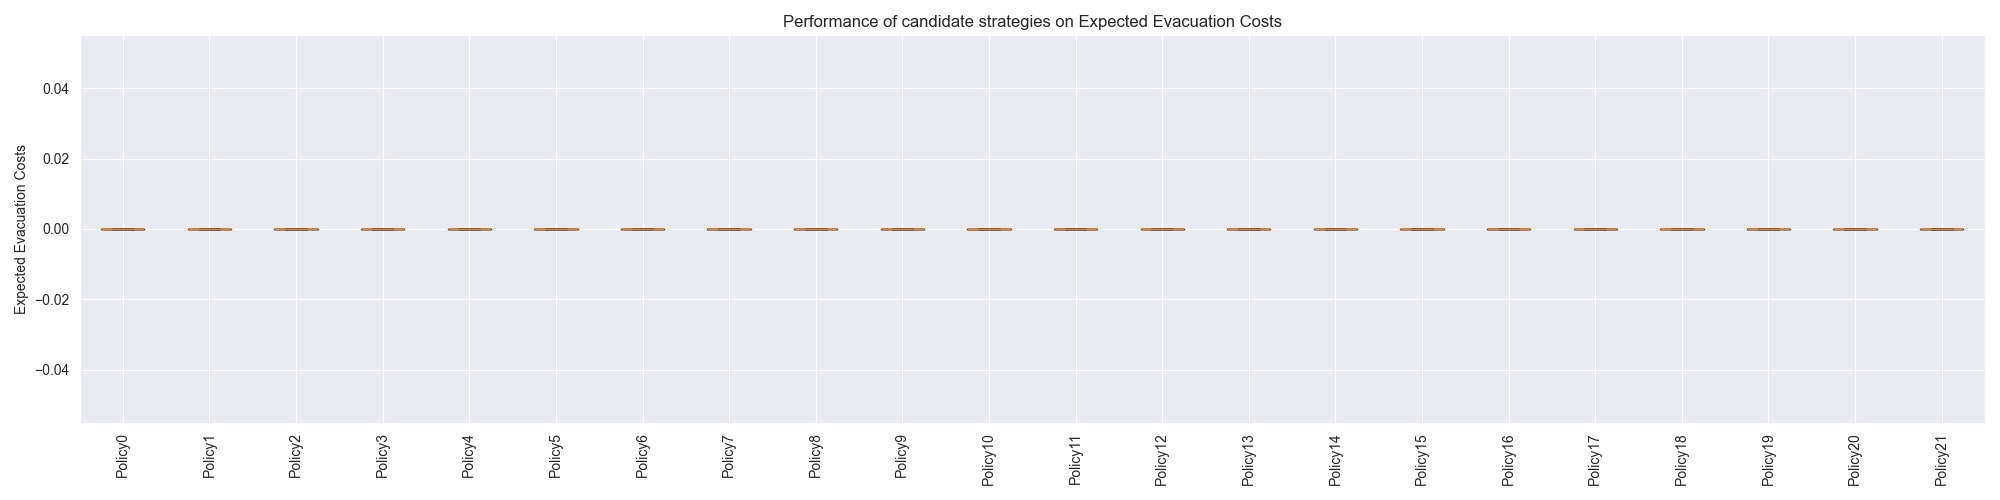 Performance of candidate strategies on Expected Evacuation Costs
Expected Evacuation Costs
0.04
0.02
0.00
−0.02
−0.04
Policy0
Policy1
Policy2
Policy3
Policy4
Policy5
Policy6
Policy7
Policy8
Policy9
Policy10
Policy11
Policy12
Policy13
Policy14
Policy15
Policy16
Policy17
Policy18
Policy19
Policy20
Policy21